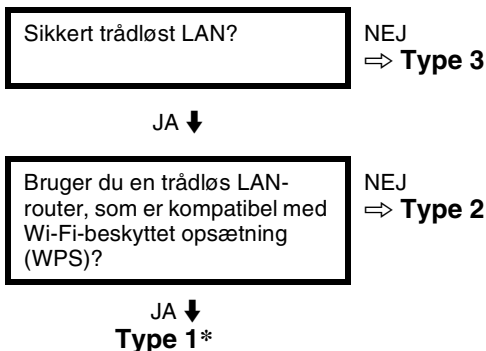 Sikkert trådløst LAN?
NEJ
⇨ Type 3
JA ⬇
Bruger du en trådløs LAN-
router, som er kompatibel med
Wi-Fi-beskyttet opsætning
(WPS)?
NEJ
⇨ Type 2
JA ⬇
Type 1*